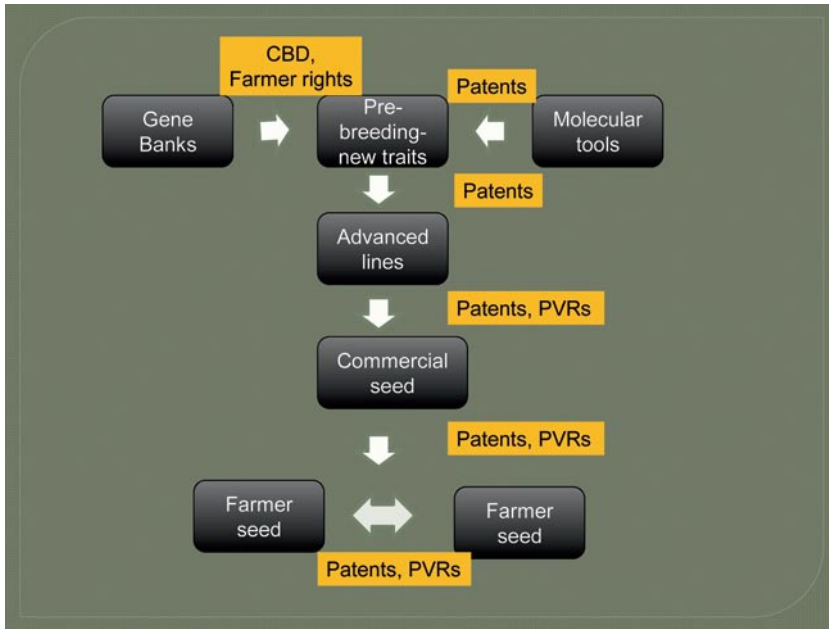 CBD,
Farmer rights
Gene
Banks
Pre-
breeding-
new traits
Patents
Molecular
tools
Patents
Advanced
lines
Patents, PVRs
Commercial
seed
Patents, PVRs
Farmer
seed
Farmer
seed
Patents, PVRs